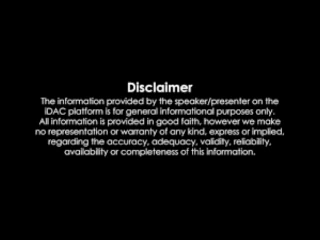 Disclaimer
The information provided by the speaker/presenter on the
iDAC platform is for general informational purposes only.
All information is provided in good faith, however we make
no representation or warranty of any kind, express or implied,
regarding the accuracy, adequacy, validity, reliability,
availability or completeness of this information.